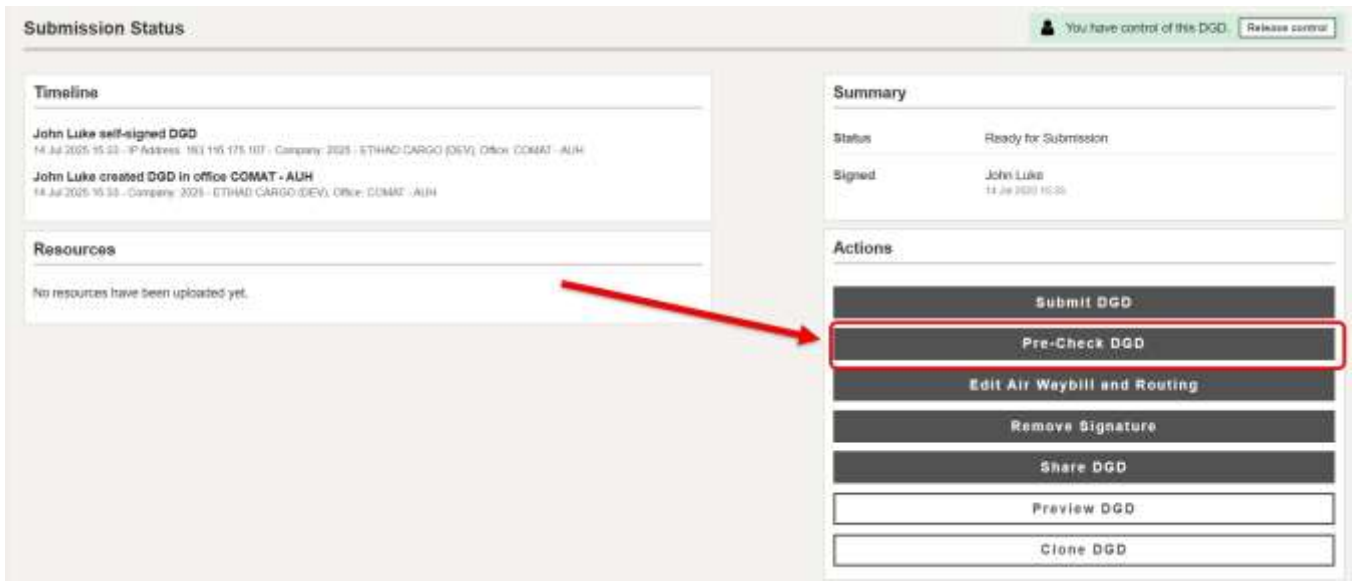 Submission Status
You have control of this DGD. Release control
Timeline
John Luke self-signed DGD
14 Jul 2025 15:33 - IP Address: 163.116.175.107 - Company: 2025 - ETIHAD CARGO (DEV), Office: COMAT - AUH
John Luke created DGD in office COMAT - AUH
14 Jul 2025 15:33 - Company: 2025 - ETIHAD CARGO (DEV), Office: COMAT - AUH
Resources
No resources have been uploaded yet.
Summary
Status Ready for Submission
Signed John Luke
14 Jul 2025
Actions
Submit DGD
Pre-Check DGD
Edit Air Waybill and Routing
Remove Signature
Share DGD
Preview DGD
Clone DGD